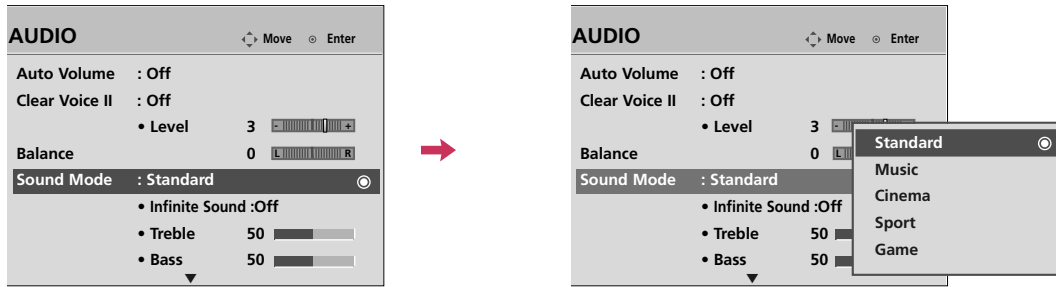 AUDIO Move Enter
Auto Volume : Off
Clear Voice II : Off
• Level 3 - +
Balance 0 L R
Sound Mode : Standard
• Infinite Sound :Off
• Treble 50
• Bass 50
AUDIO Move Enter
Auto Volume : Off
Clear Voice II : Off
• Level 3 -
Balance 0 L
Sound Mode : Standard
• Infinite Sound :Off
• Treble 50
• Bass 50
Standard
Music
Cinema
Sport
Game